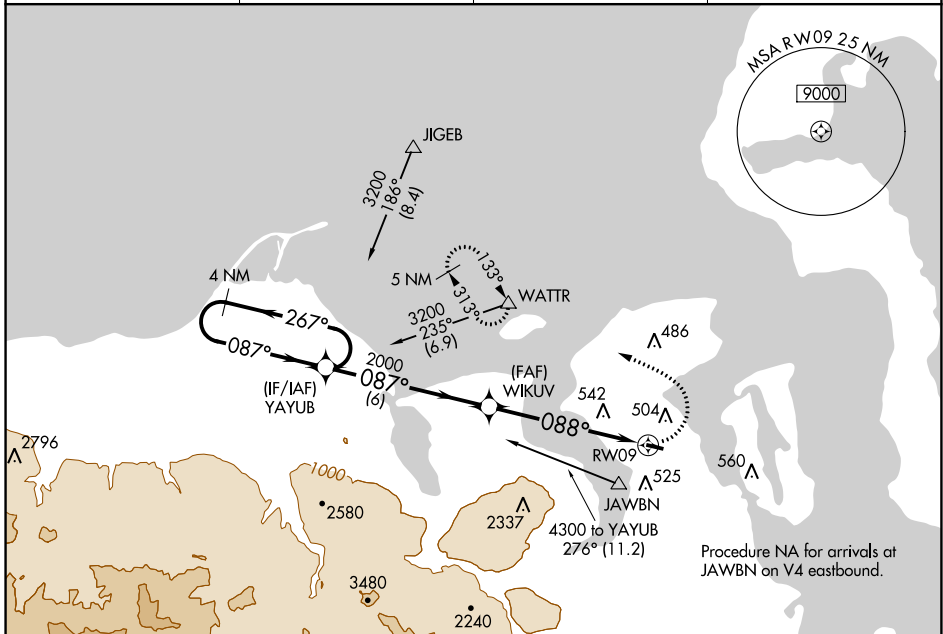 MSA RW09 25 NM
9000
JIGEB
3200
186°
(8.4)
4 NM
5 NM
133°
313°
WATTR
3200
235°
(6.9)
267°
087°
(IF/IAF)
YAYUB
2000
087°
(6)
(FAF)
WIKUV
088°
486
542
504
RW09
525
560
JAWBN
4300 to YAYUB
276° (11.2)
2796
1000
2580
2337
3480
2240
Procedure NA for arrivals at
JAWBN on V4 eastbound.